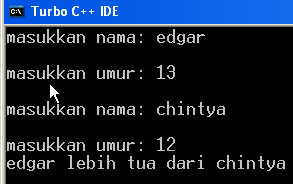 Turbo C++ IDE
masukkan nama: edgar
masukkan umur: 13
masukkan nama: chintya
masukkan umur: 12
edgar lebih tua dari chintya